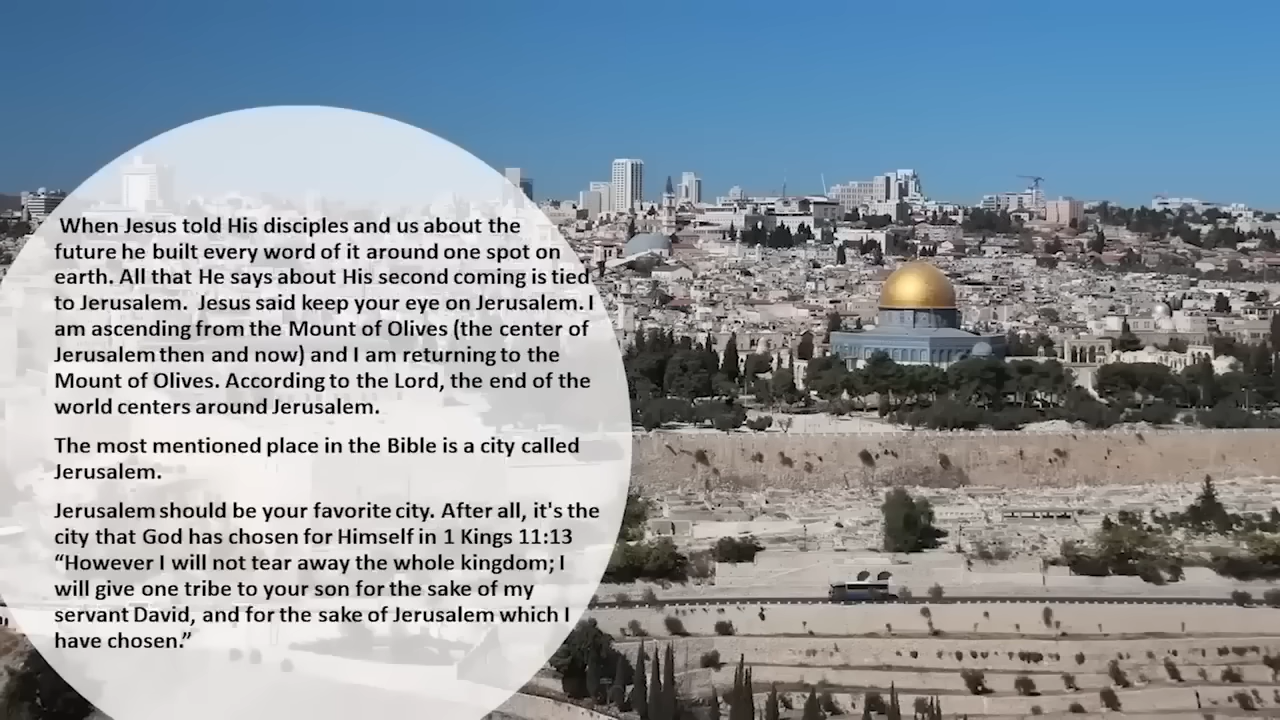 When Jesus told His disciples and us about the
future he built every word of it around one spot on
earth. All that He says about His second coming is tied
to Jerusalem. Jesus said keep your eye on Jerusalem. I
am ascending from the Mount of Olives (the center of
Jerusalem then and now) and I am returning to the
Mount of Olives. According to the Lord, the end of the
world centers around Jerusalem.
The most mentioned place in the Bible is a city called
Jerusalem.
Jerusalem should be your favorite city. After all, it's the
city that God has chosen for Himself in 1 Kings 11:13
“However I will not tear away the whole kingdom; I
will give one tribe to your son for the sake of my
servant David, and for the sake of Jerusalem which I
have chosen.”